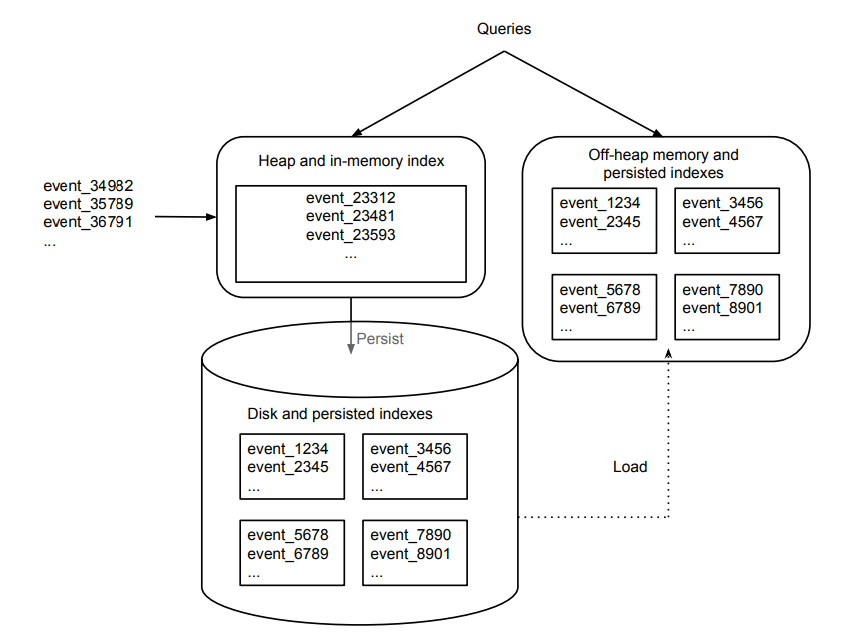 Queries
Heap and in-memory index
event_23312
event_23481
event_23593
...
event_34982
event_35789
event_36791
...
Off-heap memory and
persisted indexes
event_1234
event_2345
...
event_3456
event_4567
...
event_5678
event_6789
...
event_7890
event_8901
...
Persist
Disk and persisted indexes
event_1234
event_2345
...
event_3456
event_4567
...
event_5678
event_6789
...
event_7890
event_8901
...
Load